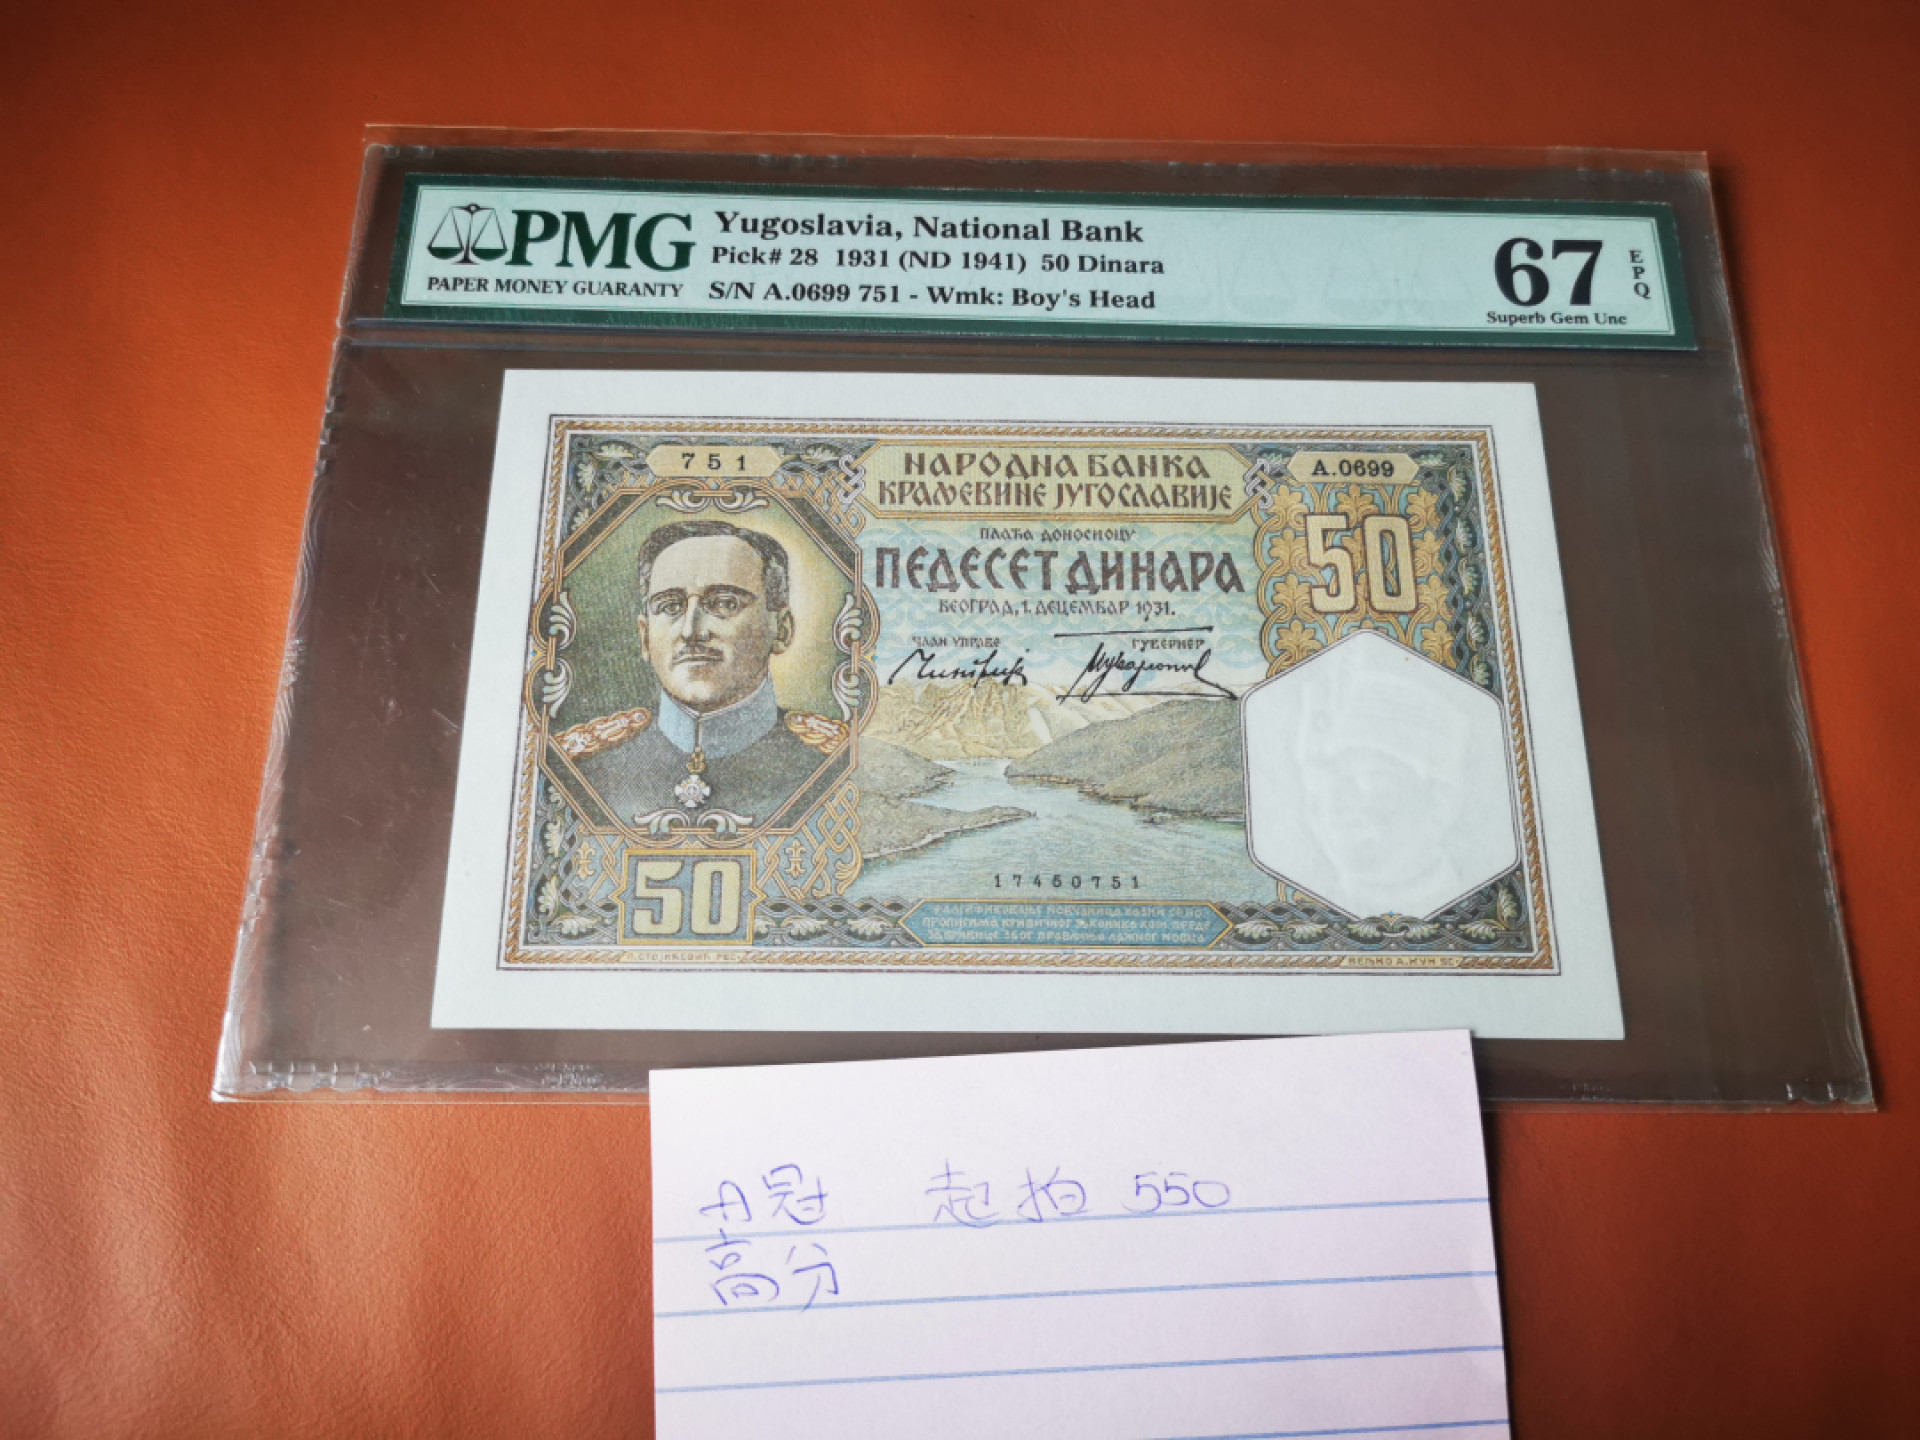 PMG
PAPER MONEY GUARANTY
Yugoslavia, National Bank
Pick# 28 1931 (ND 1941) 50 Dinara
S/N A.0699 751 - Wmk: Boy's Head
67
EPQ
Superb Gem Unc
751
НАРОДНА БАНКА
КРАЉЕВИНЕ ЈУГОСЛАВИЈЕ
A.0699
ПЛАЋА ДОНОСИОЦУ
ПЕДЕСЕТ ДИНАРА
БЕОГРАД, 1. ДЕЦЕМБАР 1931.
50
ЧЛАН УПРАВЕ
ГУВЕРНЕР
17460751
50
冠 起拍 550
高分